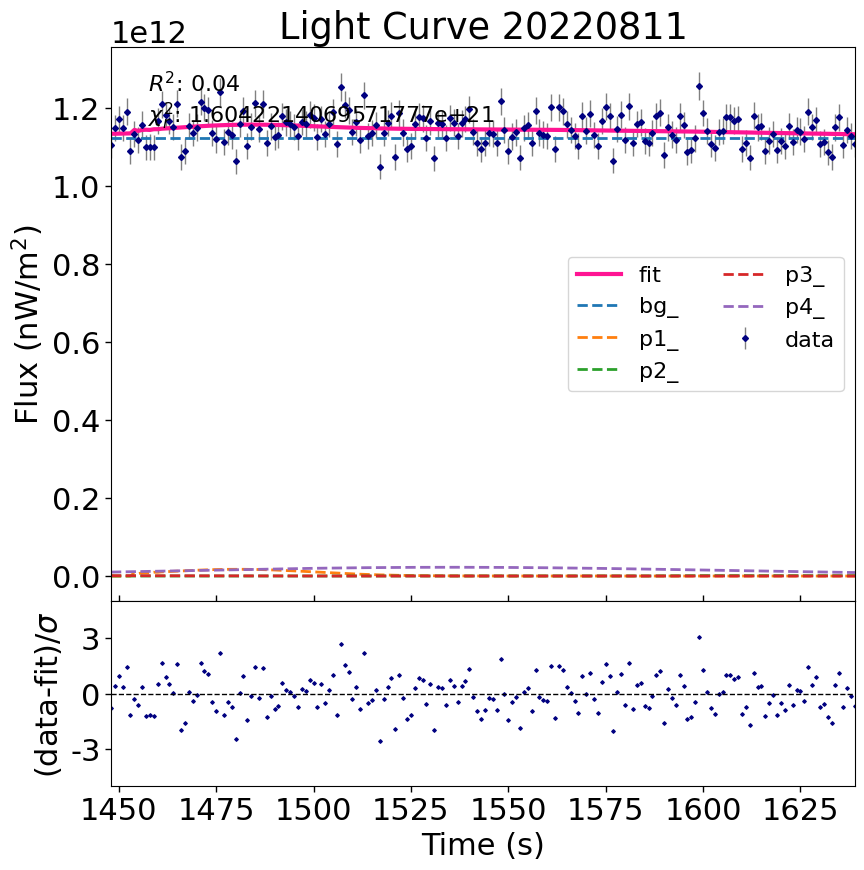 Light Curve 20220811
1e12
R²: 0.04
χ²: 1.6042214069571777e+21
1.2
1.0
0.8
0.6
0.4
0.2
0.0
Flux (nW/m²)
fit
bg_
p1_
p2_
p3_
p4_
data
3
0
-3
(data-fit)/σ
1450 1475 1500 1525 1550 1575 1600 1625
Time (s)